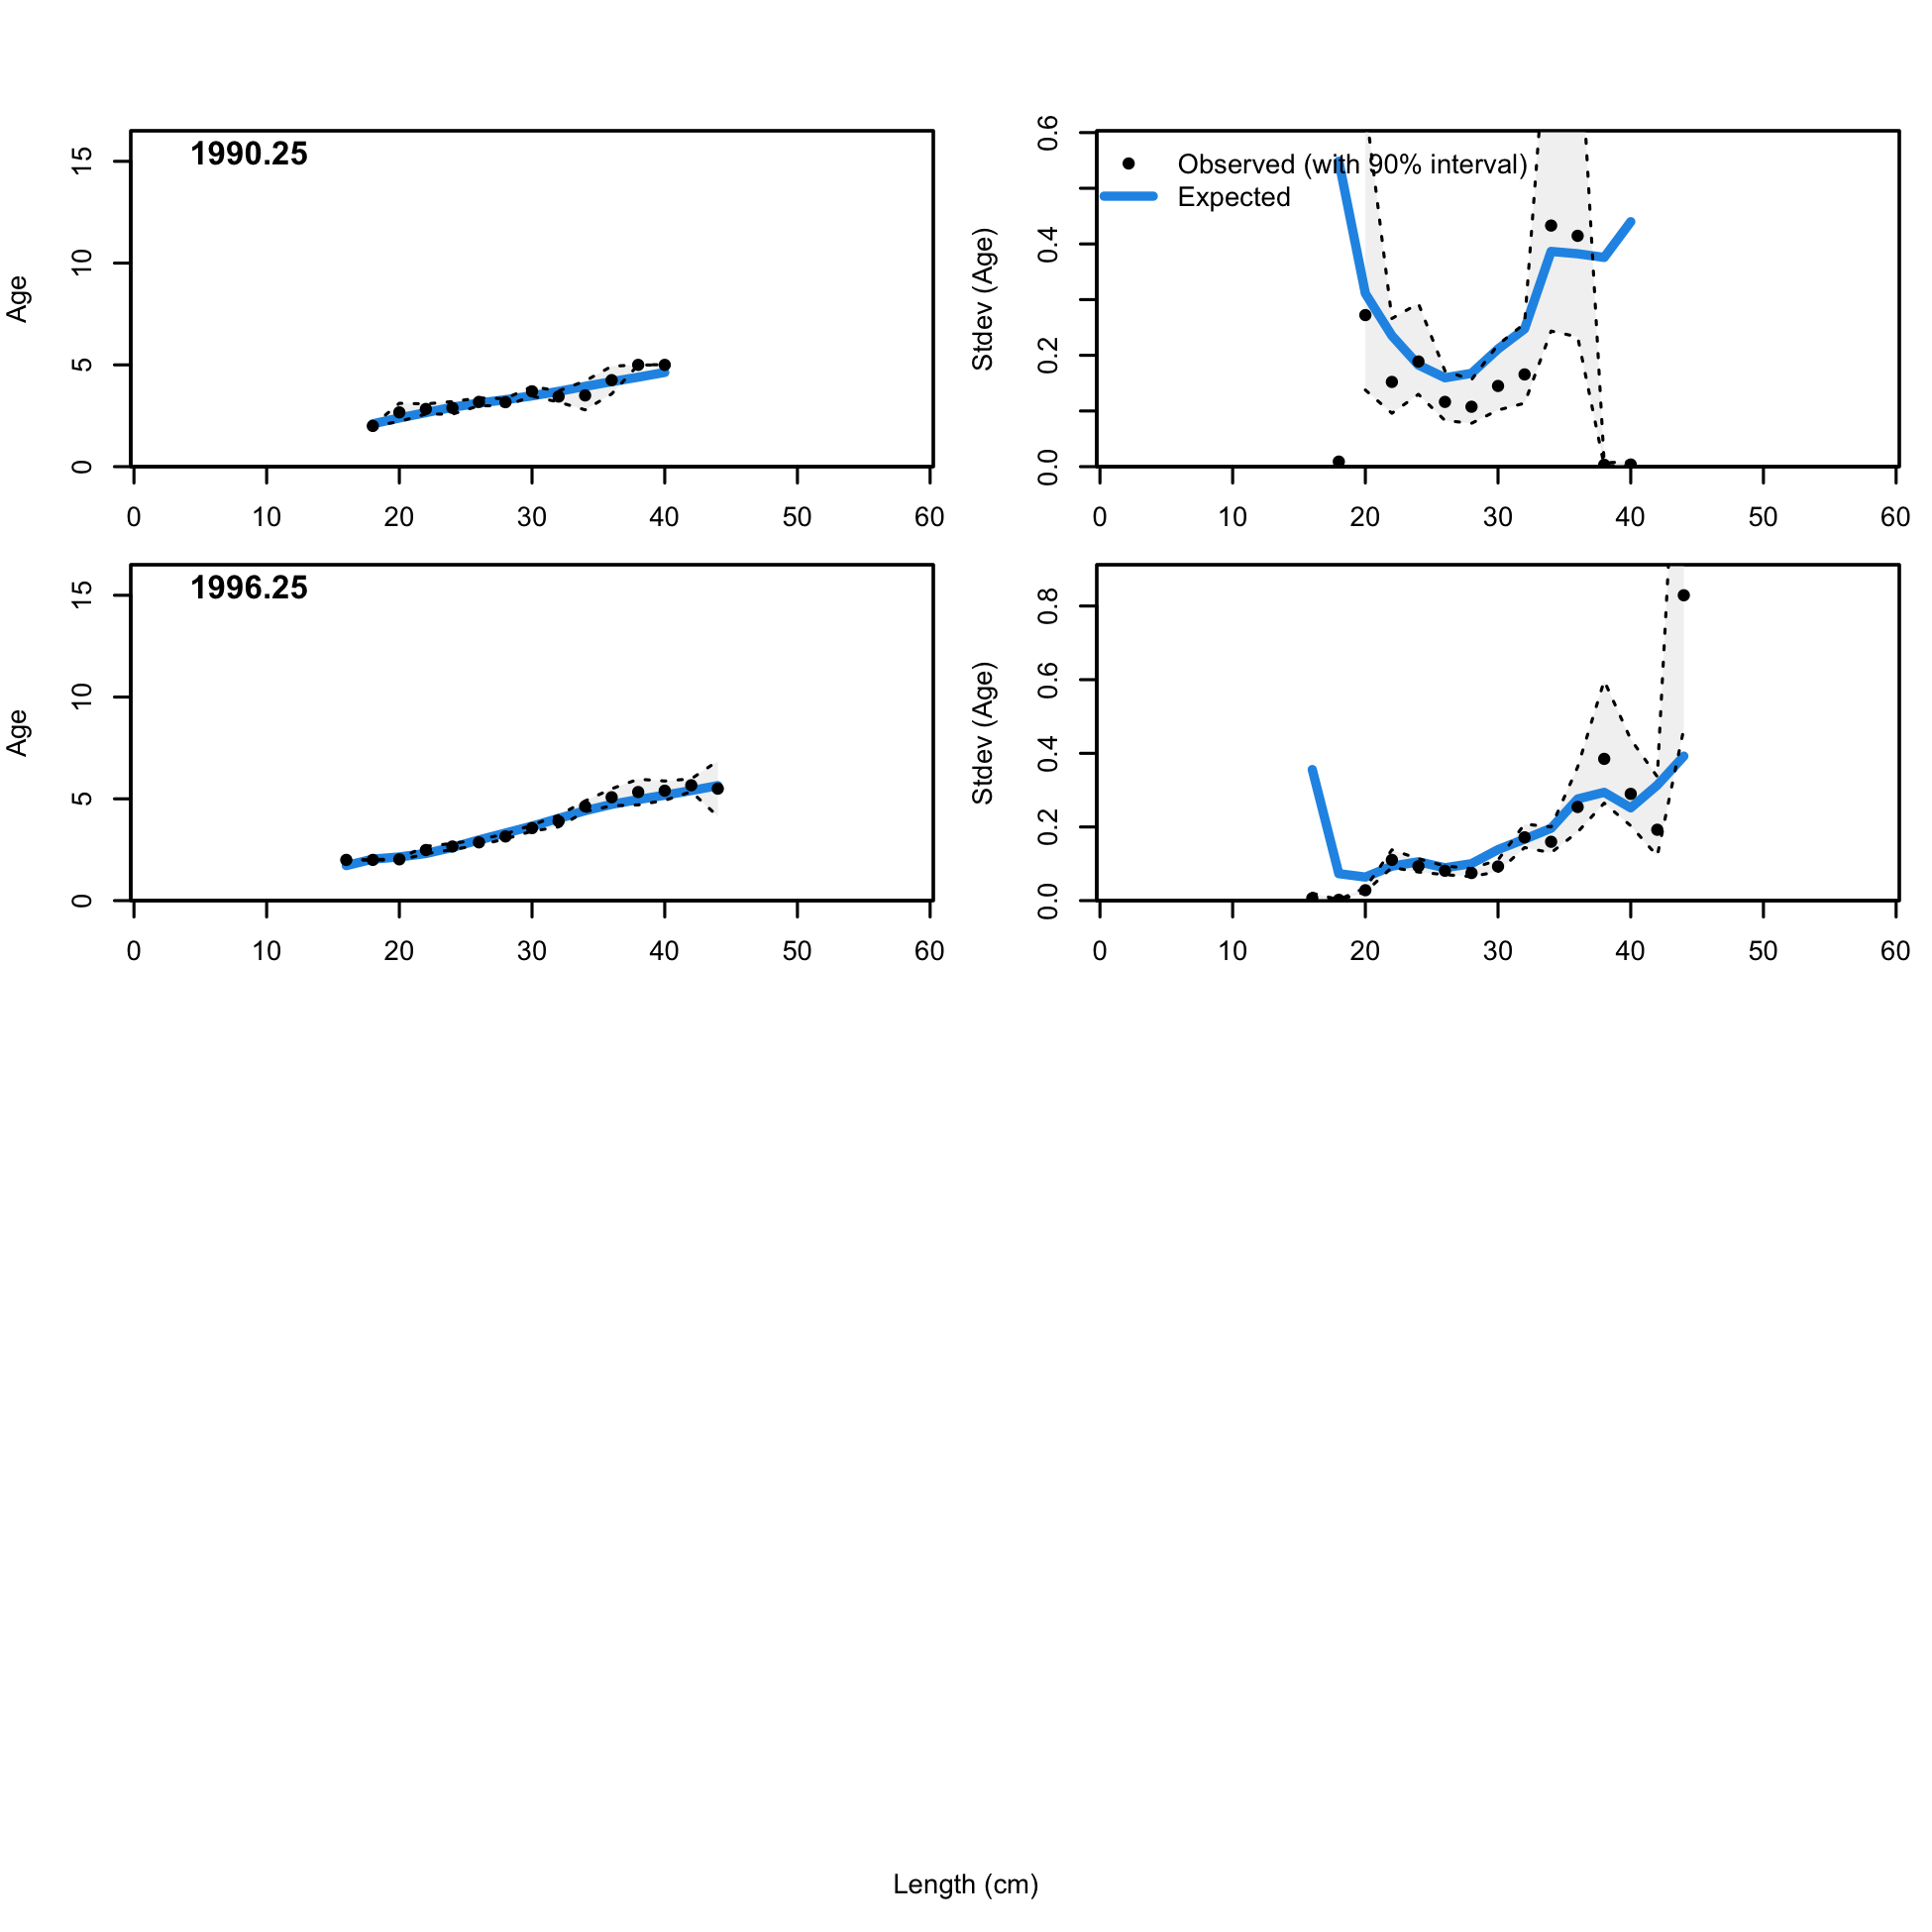 1990.25
Age
0 5 10 15
0 10 20 30 40 50 60
Observed (with 90% interval)
Expected
Stdev (Age)
0.0 0.2 0.4 0.6
0 10 20 30 40 50 60
1996.25
Age
0 5 10 15
0 10 20 30 40 50 60
Stdev (Age)
0.0 0.2 0.4 0.6 0.8
0 10 20 30 40 50 60
Length (cm)